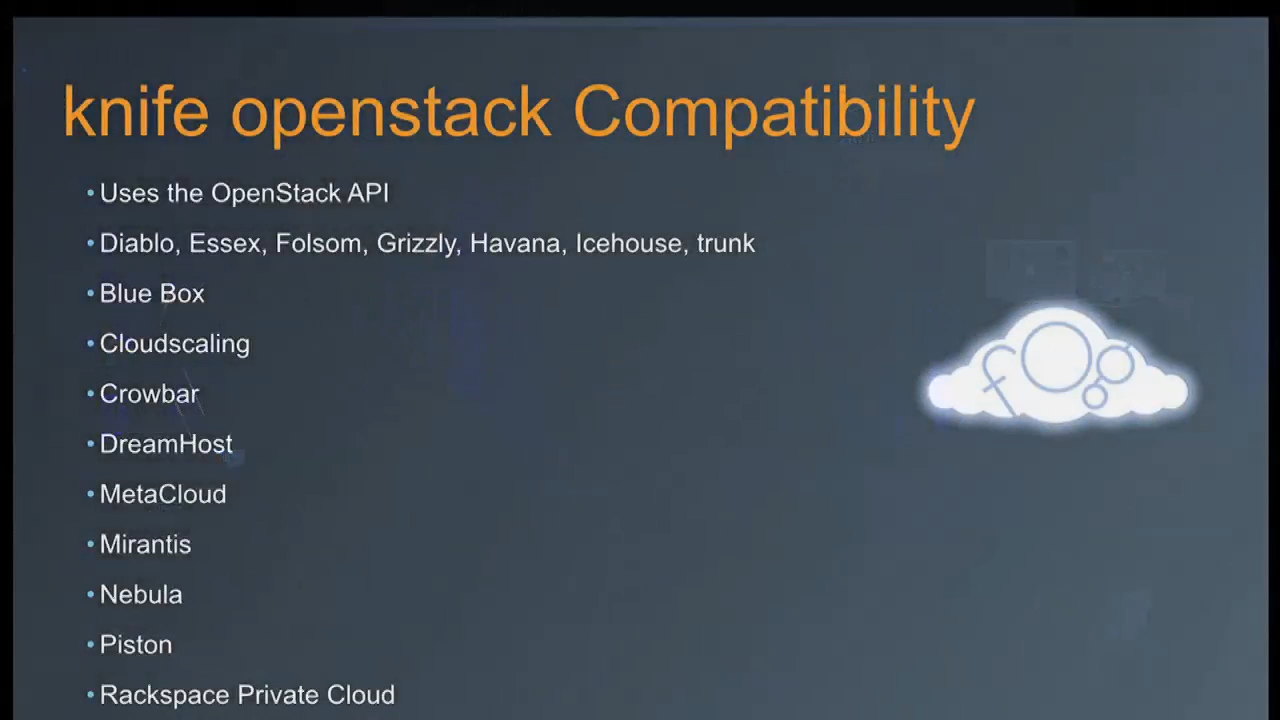 knife openstack Compatibility
• Uses the OpenStack API
• Diablo, Essex, Folsom, Grizzly, Havana, Icehouse, trunk
• Blue Box
• Cloudscaling
• Crowbar
• DreamHost
• MetaCloud
• Mirantis
• Nebula
• Piston
• Rackspace Private Cloud
fog